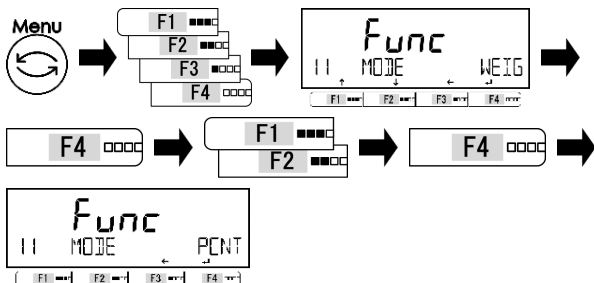 Menu
F1
F2
F3
F4
Func
11 MODE WEIG
F1 F2 F3 F4
F4
F1
F2
F4
Func
11 MODE PCNT
F1 F2 F3 F4